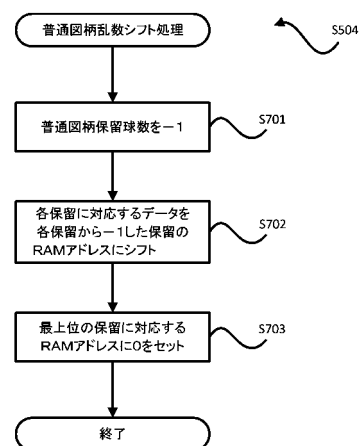 普通図柄乱数シフト処理
S504
普通図柄保留球数を－1
S701
各保留に対応するデータを
各保留から－1した保留の
RAMアドレスにシフト
S702
最上位の保留に対応する
RAMアドレスに0をセット
S703
終了